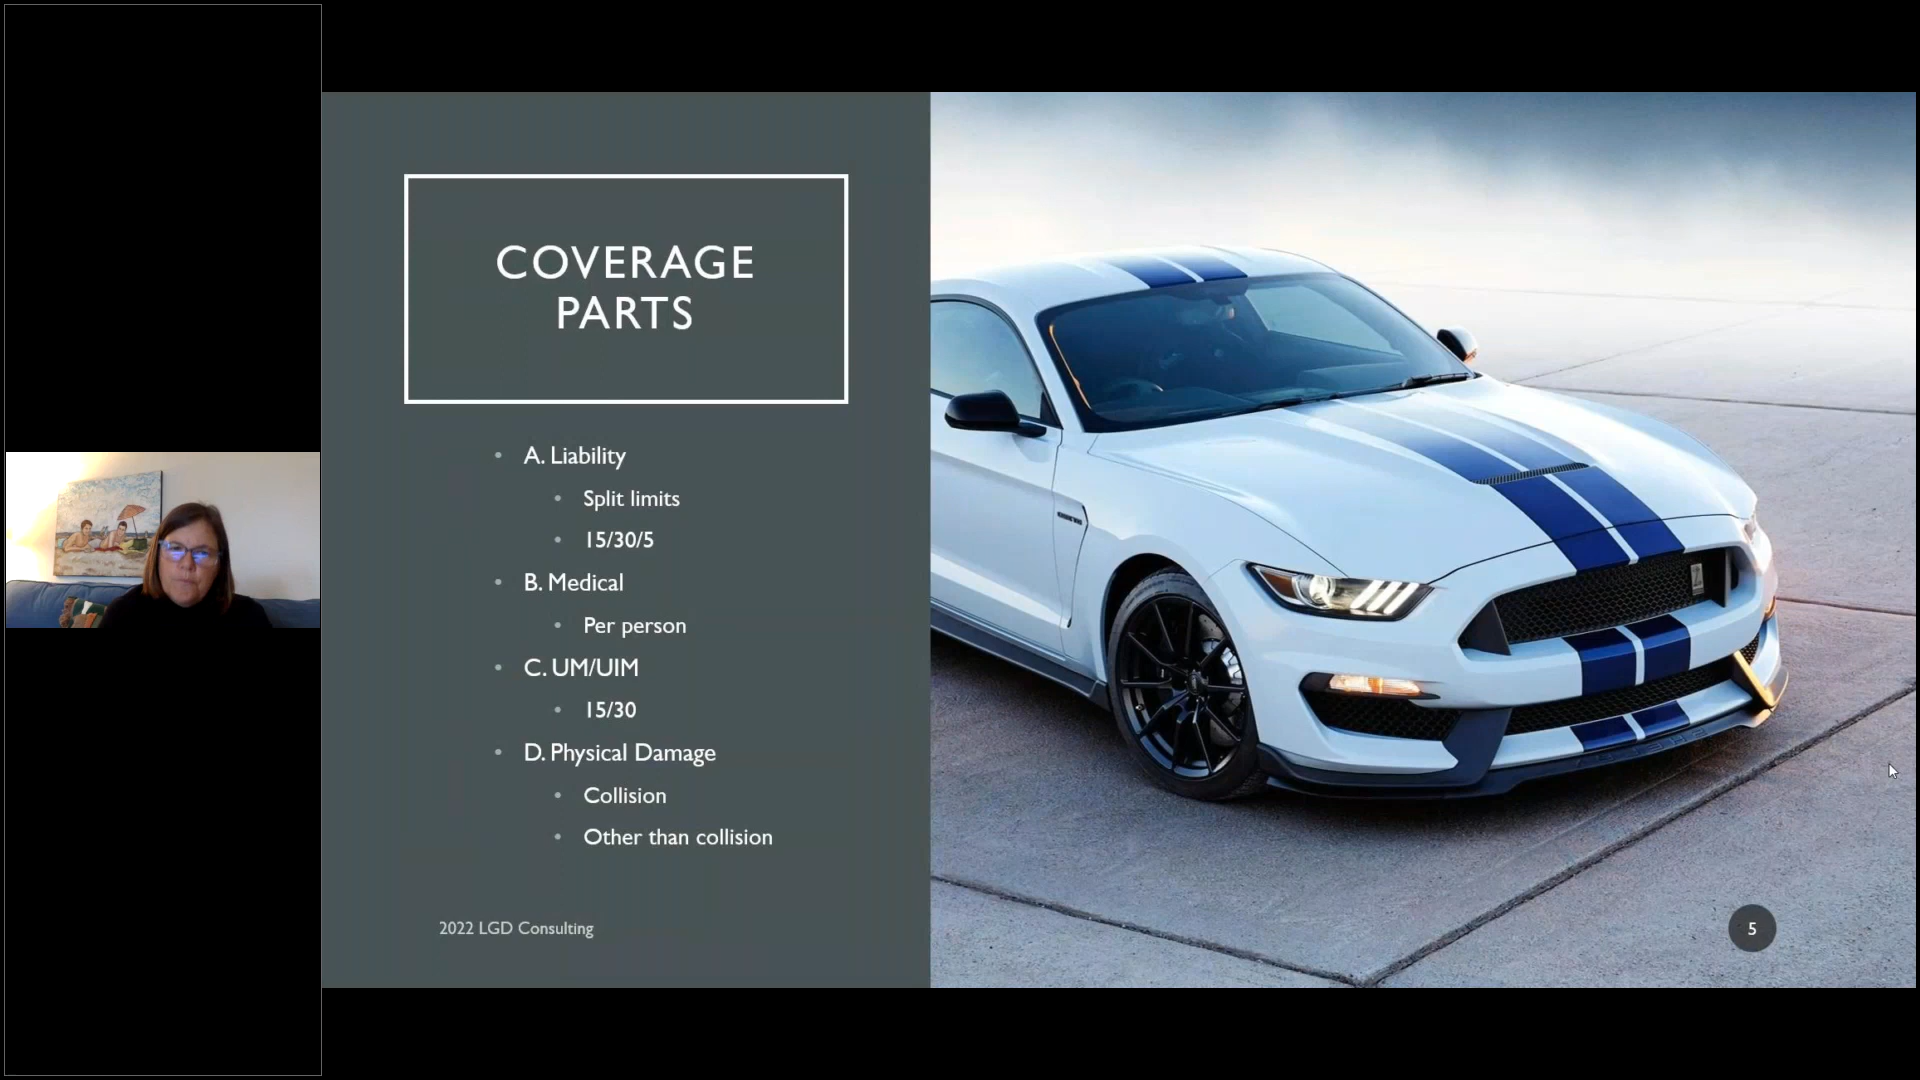 COVERAGE
PARTS
• A. Liability
• Split limits
• 15/30/5
• B. Medical
• Per person
• C. UM/UIM
• 15/30
• D. Physical Damage
• Collision
• Other than collision
2022 LGD Consulting
5